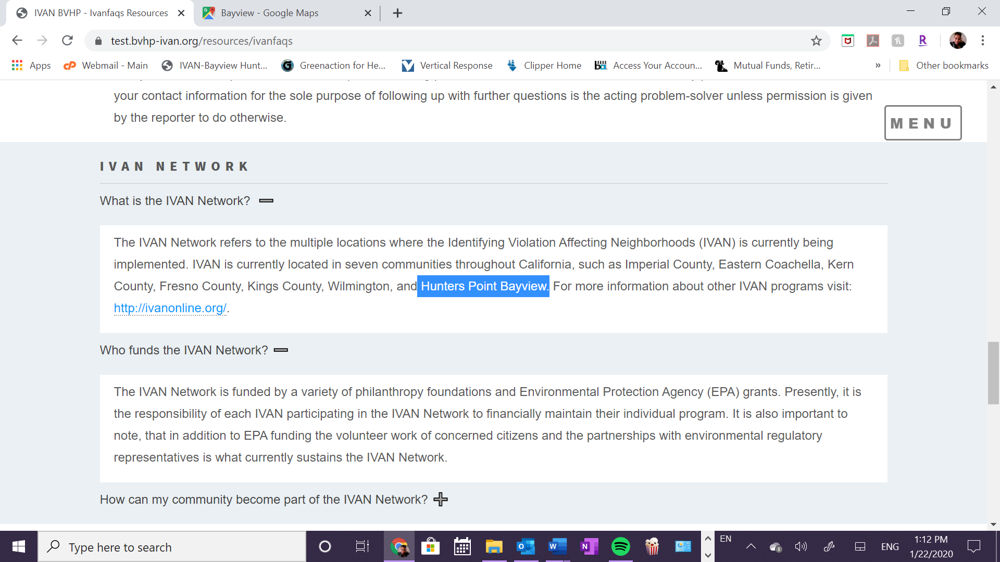 IVAN BVHP - Ivanfaqs Resources
Bayview - Google Maps
test.bvhp-ivan.org/resources/ivanfaqs
Apps
Webmail - Main
IVAN-Bayview Hunt...
Greenaction for He...
Vertical Response
Clipper Home
Access Your Accoun...
Mutual Funds, Retir...
»
Other bookmarks
your contact information for the sole purpose of following up with further questions is the acting problem-solver unless permission is given
by the reporter to do otherwise.
MENU
IVAN NETWORK
What is the IVAN Network?
The IVAN Network refers to the multiple locations where the Identifying Violation Affecting Neighborhoods (IVAN) is currently being
implemented. IVAN is currently located in seven communities throughout California, such as Imperial County, Eastern Coachella, Kern
County, Fresno County, Kings County, Wilmington, and Hunters Point Bayview. For more information about other IVAN programs visit:
http://ivanonline.org/.
Who funds the IVAN Network?
The IVAN Network is funded by a variety of philanthropy foundations and Environmental Protection Agency (EPA) grants. Presently, it is
the responsibility of each IVAN participating in the IVAN Network to financially maintain their individual program. It is also important to
note, that in addition to EPA funding the volunteer work of concerned citizens and the partnerships with environmental regulatory
representatives is what currently sustains the IVAN Network.
How can my community become part of the IVAN Network?
Type here to search
EN
ENG
1:12 PM
1/22/2020